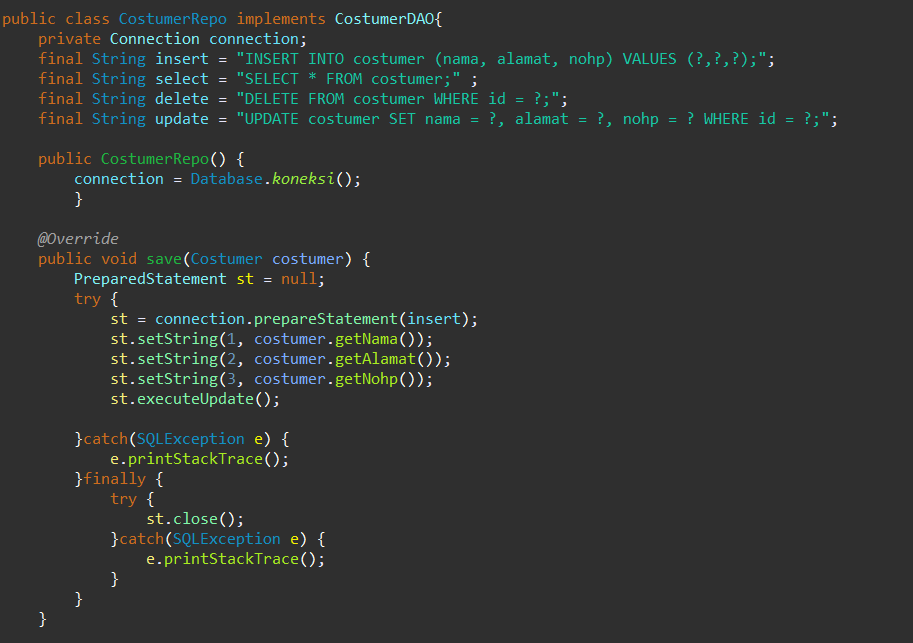 public class CostumerRepo implements CostumerDAO{
    private Connection connection;
    final String insert = "INSERT INTO costumer (nama, alamat, nohp) VALUES (?,?,?);";
    final String select = "SELECT * FROM costumer;" ;
    final String delete = "DELETE FROM costumer WHERE id = ?;";
    final String update = "UPDATE costumer SET nama = ?, alamat = ?, nohp = ? WHERE id = ?;";

    public CostumerRepo() {
        connection = Database.koneksi();
        }

    @Override
    public void save(Costumer costumer) {
        PreparedStatement st = null;
        try {
            st = connection.prepareStatement(insert);
            st.setString(1, costumer.getNama());
            st.setString(2, costumer.getAlamat());
            st.setString(3, costumer.getNohp());
            st.executeUpdate();

        }catch(SQLException e) {
            e.printStackTrace();
        }finally {
            try {
                st.close();
            }catch(SQLException e) {
                e.printStackTrace();
            }
        }
    }